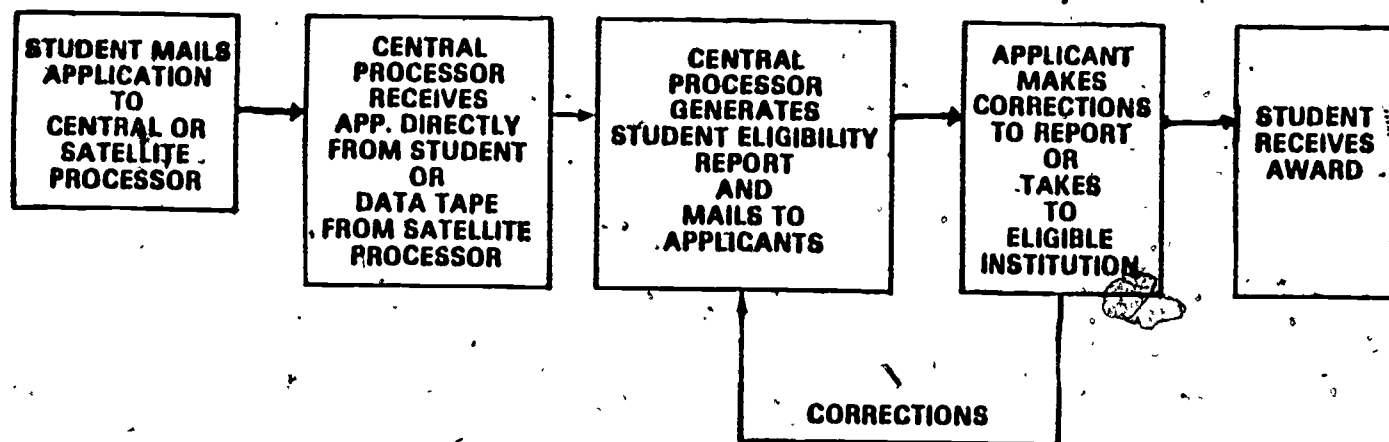 STUDENT MAILS
APPLICATION
TO
CENTRAL OR
SATELLITE
PROCESSOR
CENTRAL
PROCESSOR
RECEIVES
APP. DIRECTLY
FROM STUDENT
OR
DATA TAPE
FROM SATELLITE
PROCESSOR
CENTRAL
PROCESSOR
GENERATES
STUDENT ELIGIBILITY
REPORT
AND
MAILS TO
APPLICANTS
APPLICANT
MAKES
CORRECTIONS
TO REPORT
OR
TAKES
TO
ELIGIBLE
INSTITUTION
STUDENT
RECEIVES
AWARD
CORRECTIONS